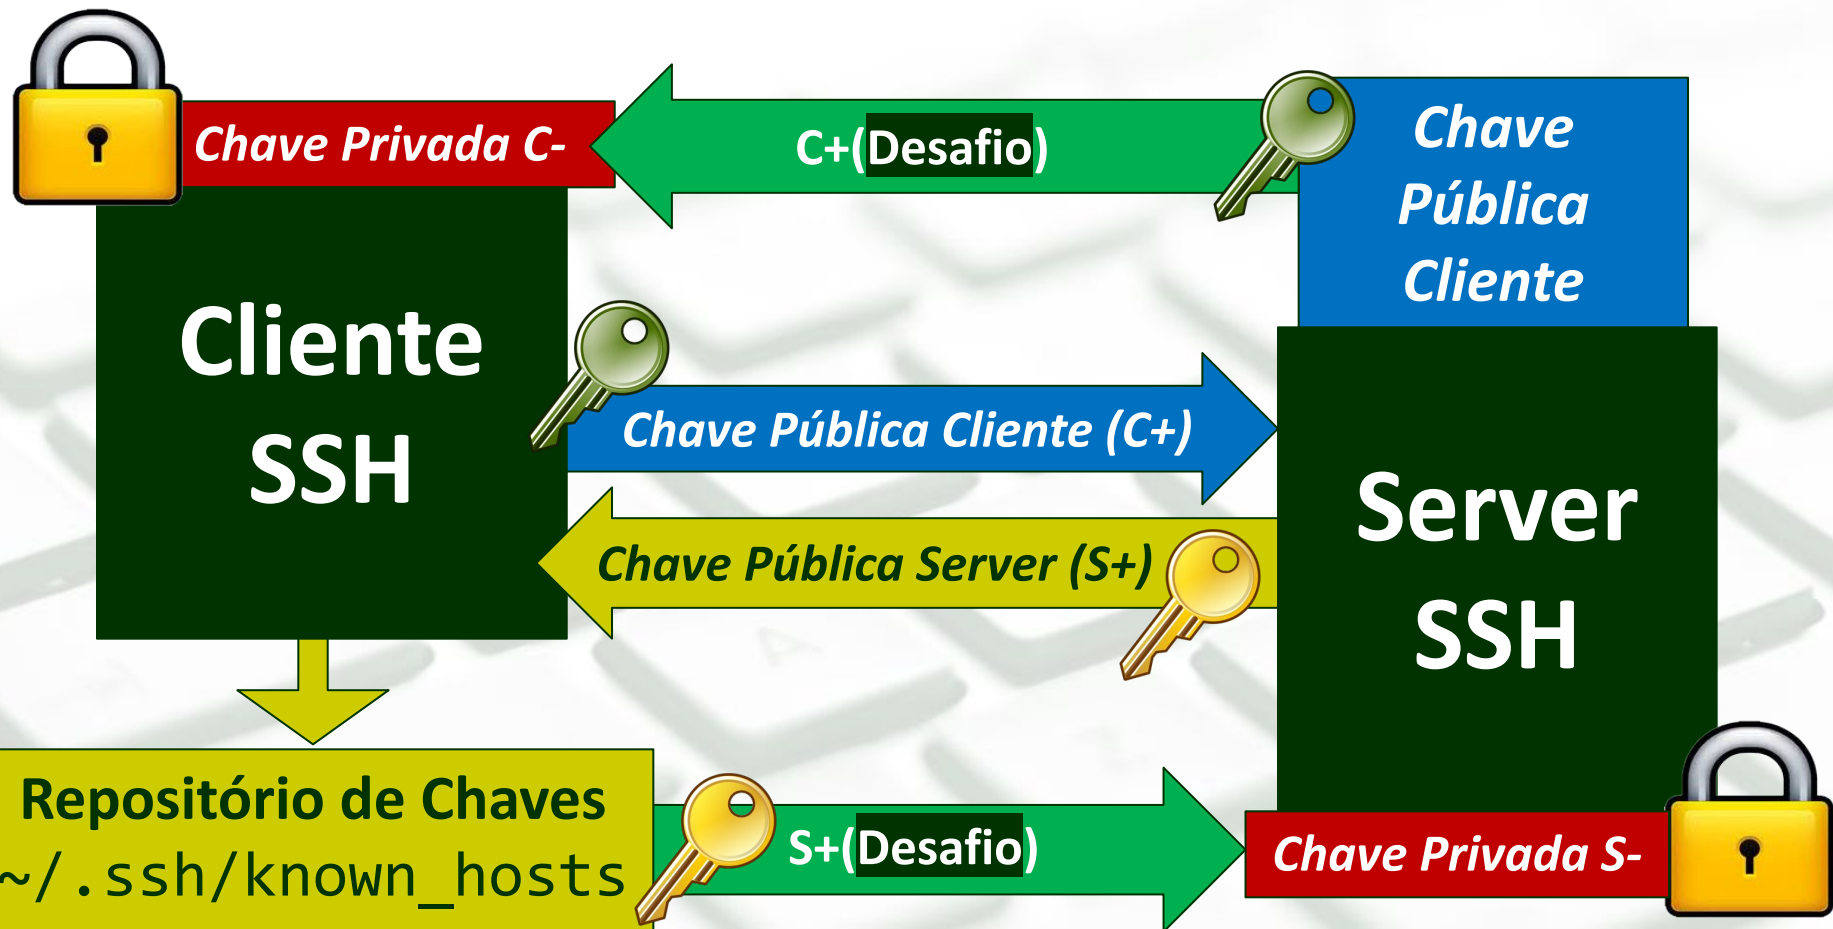 Chave Privada C-
C+(Desafio)
Chave
Pública
Cliente
Cliente
SSH
Chave Pública Cliente (C+)
Chave Pública Server (S+)
Server
SSH
Repositório de Chaves
~/.ssh/known_hosts
S+(Desafio)
Chave Privada S-